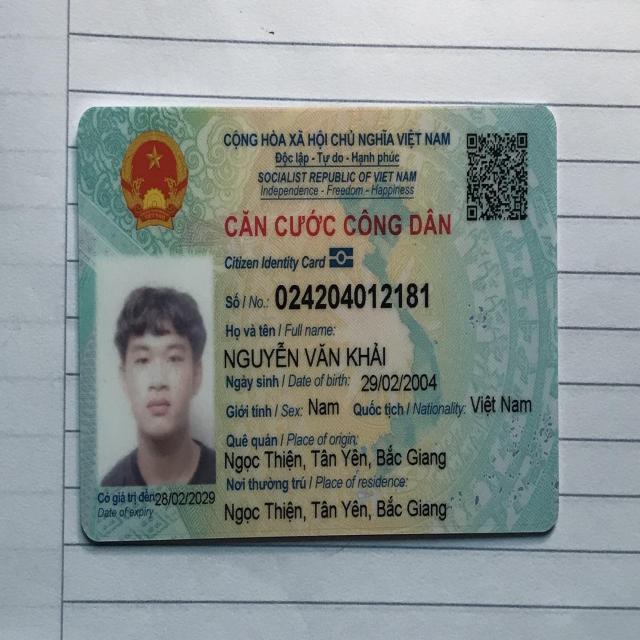 CỘNG HÒA XÃ HỘI CHỦ NGHĨA VIỆT NAM
Độc lập - Tự do - Hạnh phúc
SOCIALIST REPUBLIC OF VIET NAM
Independence - Freedom - Happiness
CĂN CƯỚC CÔNG DÂN
Citizen Identity Card
Số / No.: 024204012181
Họ và tên / Full name:
NGUYỄN VĂN KHẢI
Ngày sinh / Date of birth: 29/02/2004
Giới tính / Sex: Nam Quốc tịch / Nationality: Việt Nam
Quê quán / Place of origin:
Ngọc Thiện, Tân Yên, Bắc Giang
Nơi thường trú / Place of residence:
Ngọc Thiện, Tân Yên, Bắc Giang
Có giá trị đến: 28/02/2029
Date of expiry